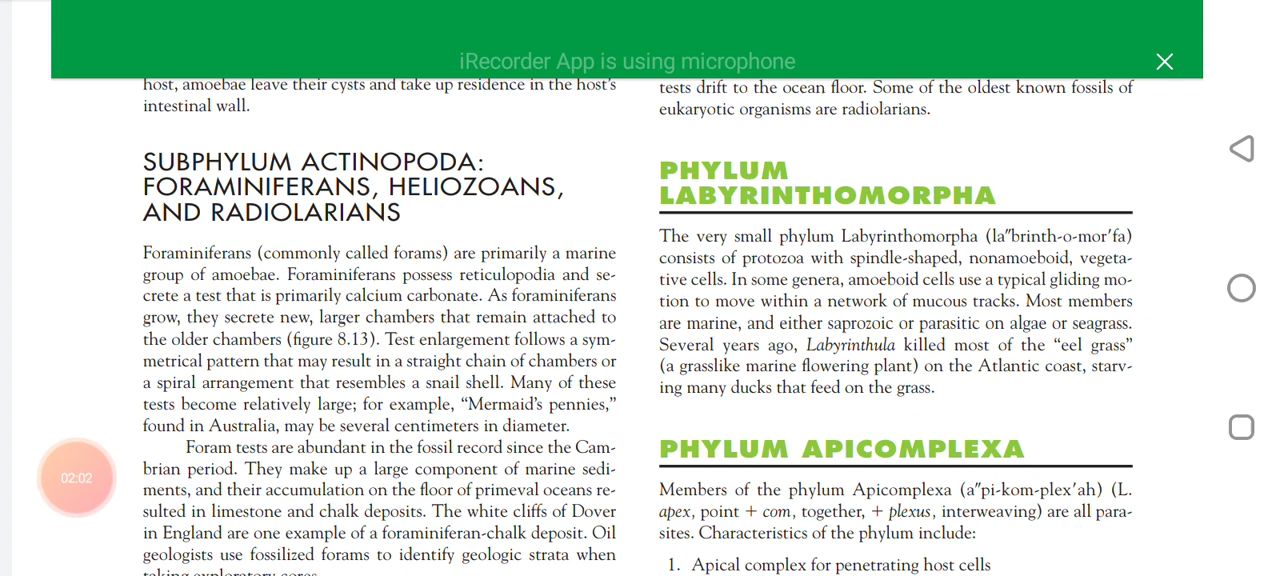 iRecorder App is using microphone
host, amoebae leave their cysts and take up residence in the host's
intestinal wall.
SUBPHYLUM ACTINOPODA:
FORAMINIFERANS, HELIOZOANS,
AND RADIOLARIANS
Foraminiferans (commonly called forams) are primarily a marine
group of amoebae. Foraminiferans possess reticulopodia and se-
crete a test that is primarily calcium carbonate. As foraminiferans
grow, they secrete new, larger chambers that remain attached to
the older chambers (figure 8.13). Test enlargement follows a sym-
metrical pattern that may result in a straight chain of chambers or
a spiral arrangement that resembles a snail shell. Many of these
tests become relatively large; for example, “Mermaid's pennies,”
found in Australia, may be several centimeters in diameter.
Foram tests are abundant in the fossil record since the Cam-
brian period. They make up a large component of marine sedi-
ments, and their accumulation on the floor of primeval oceans re-
sulted in limestone and chalk deposits. The white cliffs of Dover
in England are one example of a foraminiferan-chalk deposit. Oil
geologists use fossilized forams to identify geologic strata when
taking exploratory cores.
tests drift to the ocean floor. Some of the oldest known fossils of
eukaryotic organisms are radiolarians.
PHYLUM
LABYRINTHOMORPHA
The very small phylum Labyrinthomorpha (la″brinth-o-mor′fa)
consists of protozoa with spindle-shaped, nonamoeboid, vegeta-
tive cells. In some genera, amoeboid cells use a typical gliding mo-
tion to move within a network of mucous tracks. Most members
are marine, and either saprozoic or parasitic on algae or seagrass.
Several years ago, Labyrinthula killed most of the “eel grass”
(a grasslike marine flowering plant) on the Atlantic coast, starv-
ing many ducks that feed on the grass.
PHYLUM APICOMPLEXA
Members of the phylum Apicomplexa (a″pi-kom-plex′ah) (L.
apex, point + com, together, + plexus, interweaving) are all para-
sites. Characteristics of the phylum include:
1. Apical complex for penetrating host cells
02:02